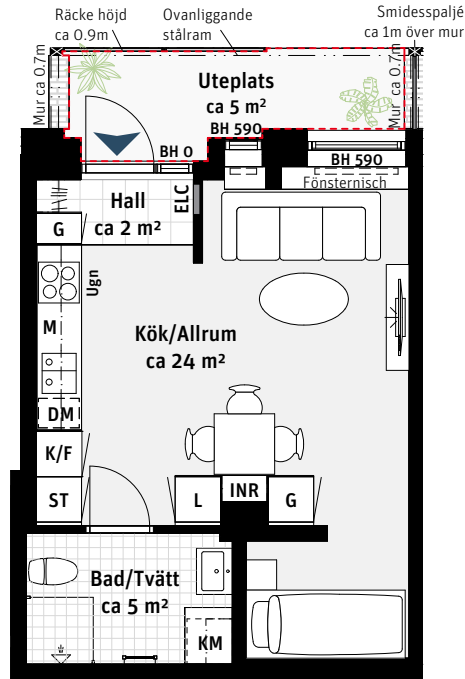 Räcke höjd
ca 0.9m
Ovanliggande
stålram
Smidesspaljé
ca 1m över mur
Mur ca 0.7m
Uteplats
ca 5 m²
Mur ca 0.7m
BH 590
BH 0
BH 590
Fönsternisch
Hall
ca 2 m²
ELC
G
Ugn
M
Kök/Allrum
ca 24 m²
DM
K/F
ST
L
INR
G
Bad/Tvätt
ca 5 m²
KM